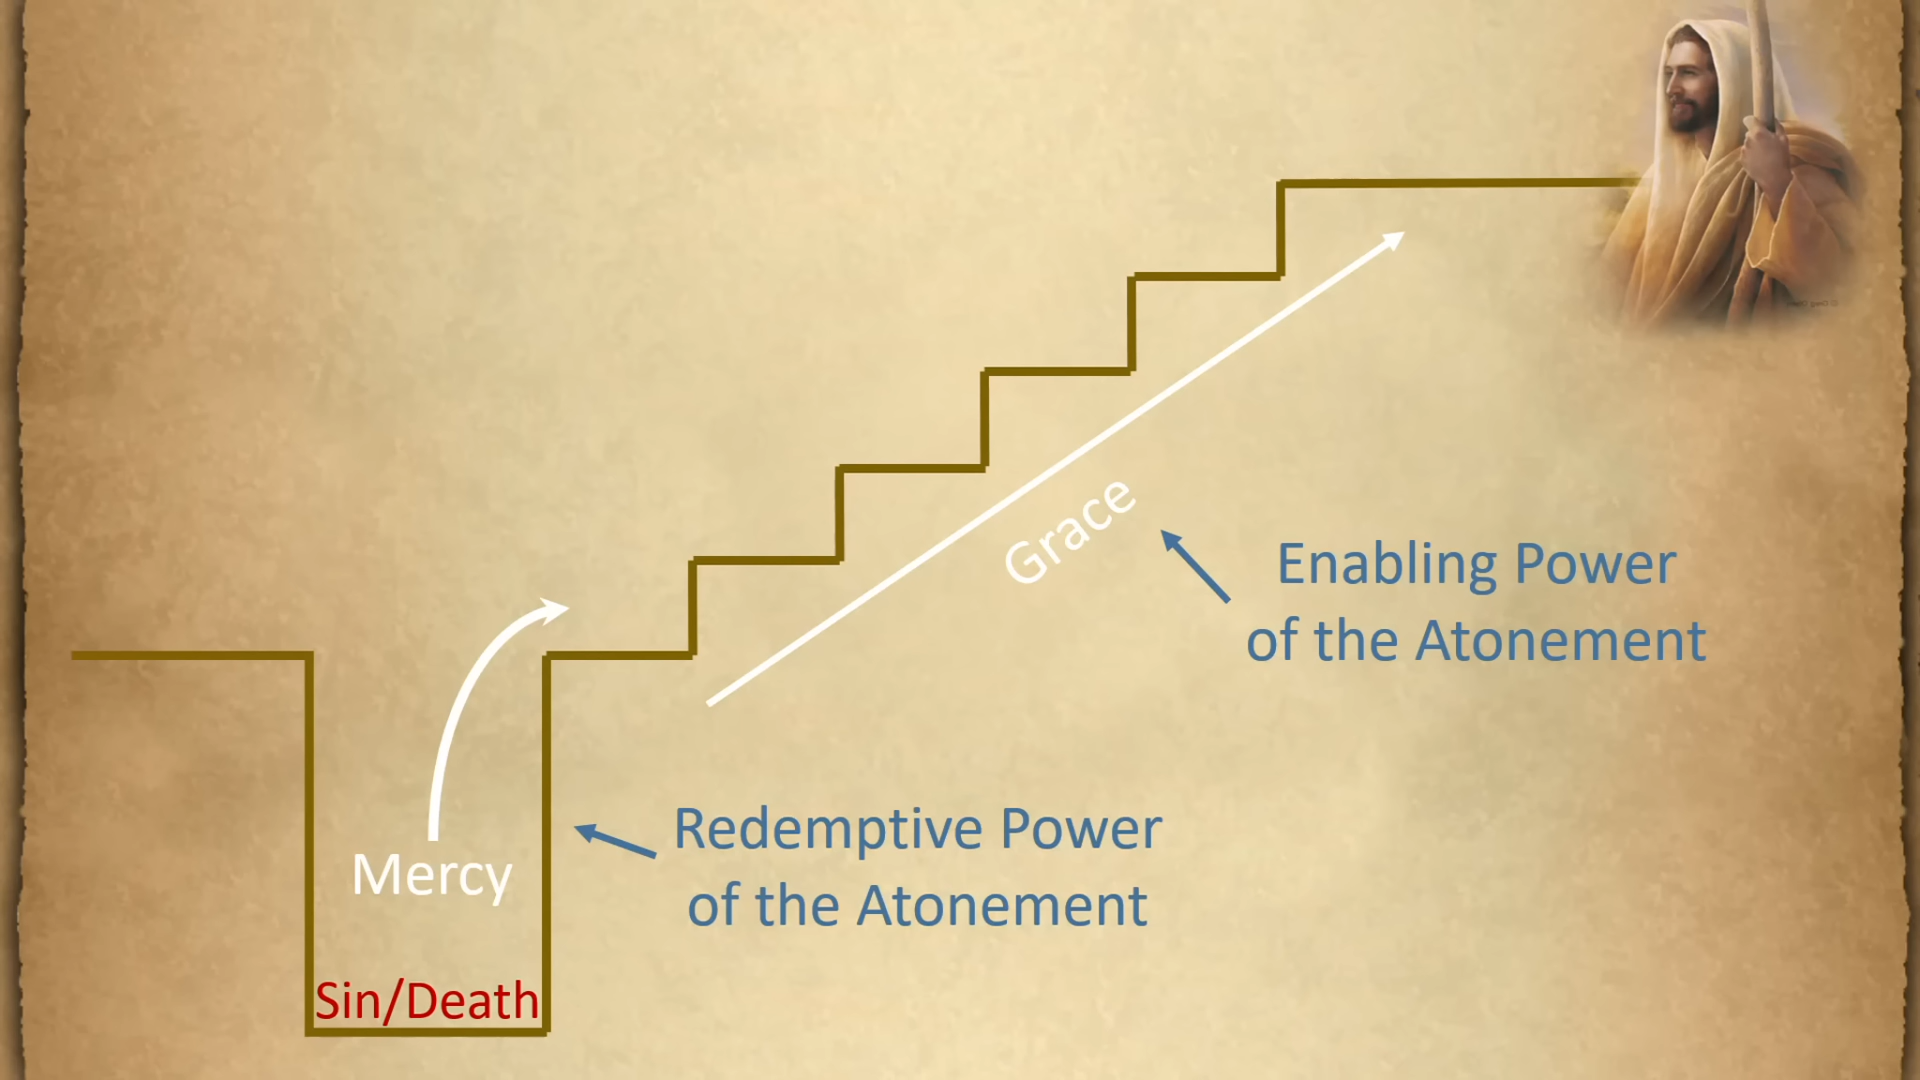 Grace
Enabling Power
of the Atonement
Redemptive Power
of the Atonement
Mercy
Sin/Death